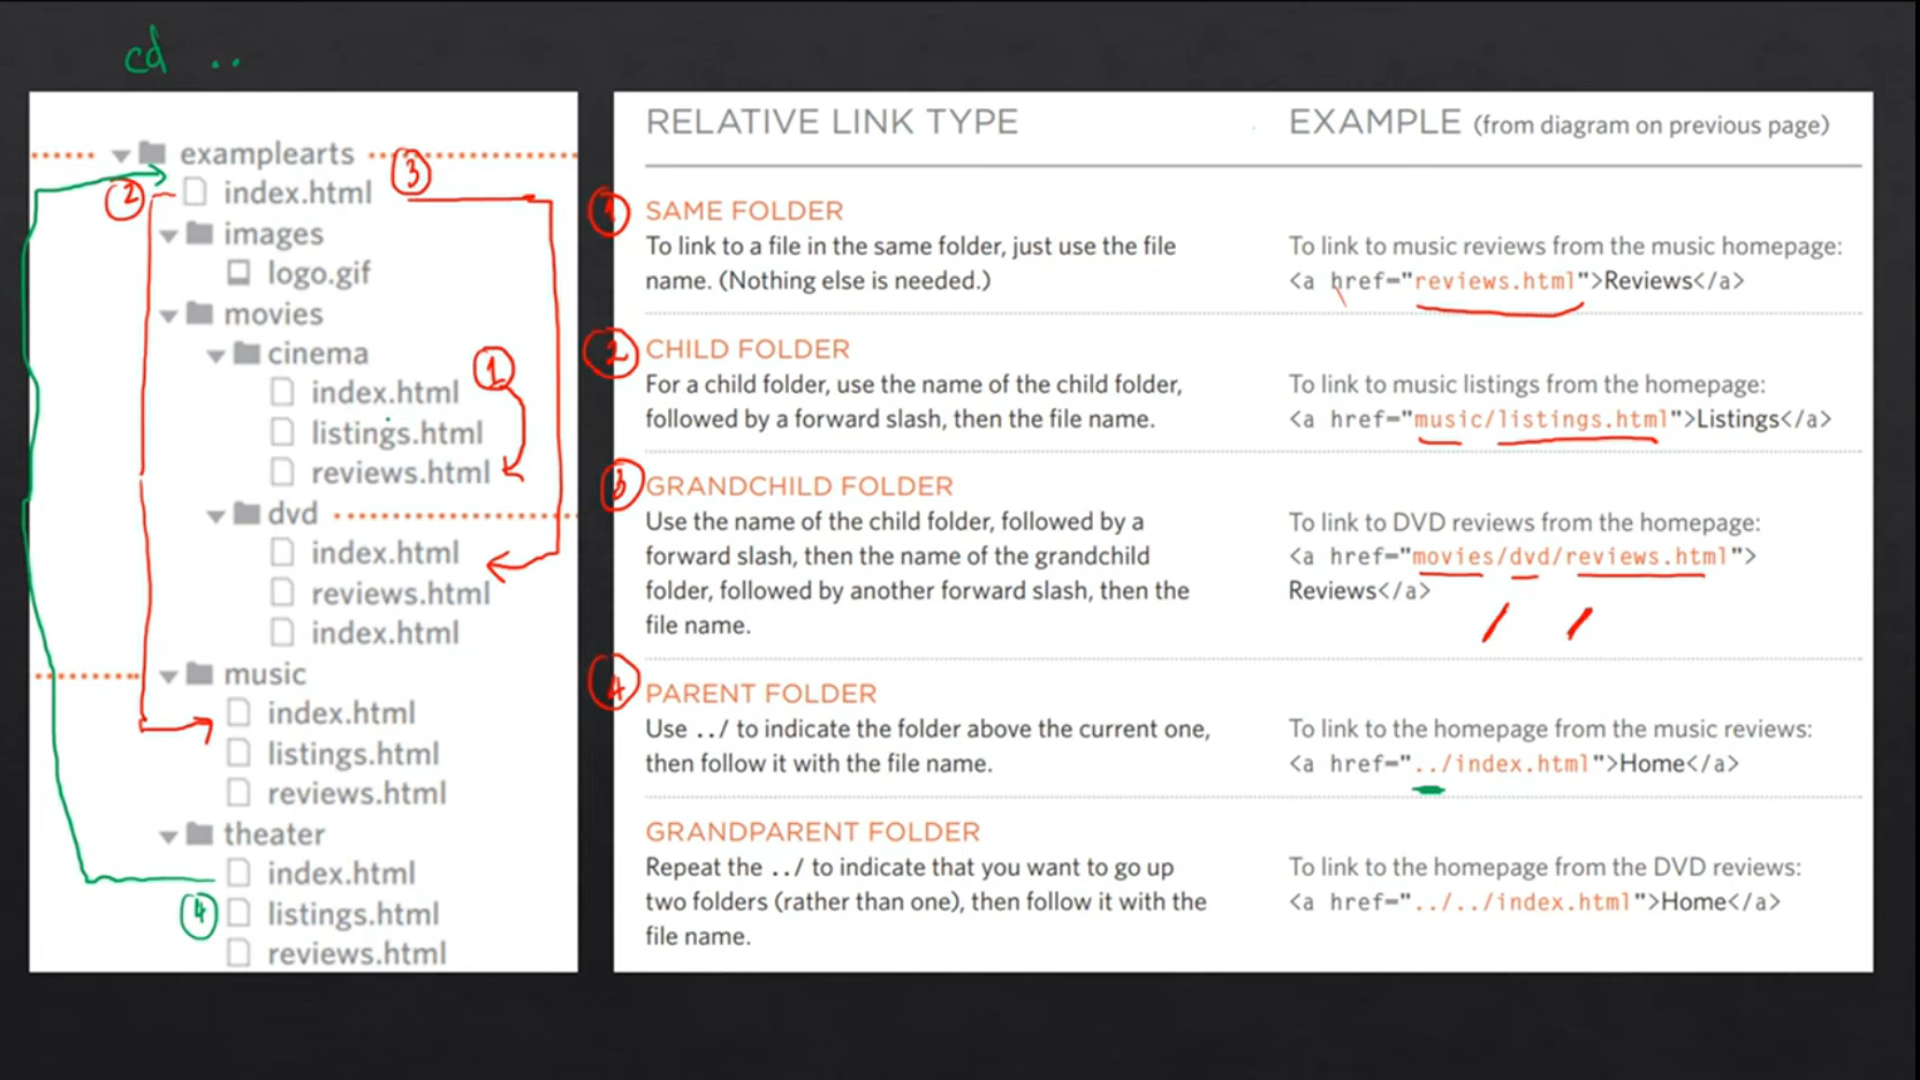 cd ..
examplearts
3
2
index.html
images
logo.gif
movies
cinema
1
index.html
listings.html
reviews.html
dvd
index.html
reviews.html
index.html
music
index.html
listings.html
reviews.html
theater
index.html
4
listings.html
reviews.html
RELATIVE LINK TYPE
EXAMPLE (from diagram on previous page)
1
SAME FOLDER
To link to a file in the same folder, just use the file
name. (Nothing else is needed.)
To link to music reviews from the music homepage:
<a href="reviews.html">Reviews</a>
2
CHILD FOLDER
For a child folder, use the name of the child folder,
followed by a forward slash, then the file name.
To link to music listings from the homepage:
<a href="music/listings.html">Listings</a>
3
GRANDCHILD FOLDER
Use the name of the child folder, followed by a
forward slash, then the name of the grandchild
folder, followed by another forward slash, then the
file name.
To link to DVD reviews from the homepage:
<a href="movies/dvd/reviews.html">
Reviews</a>
/ /
4
PARENT FOLDER
Use ../ to indicate the folder above the current one,
then follow it with the file name.
To link to the homepage from the music reviews:
<a href="../index.html">Home</a>
GRANDPARENT FOLDER
Repeat the ../ to indicate that you want to go up
two folders (rather than one), then follow it with the
file name.
To link to the homepage from the DVD reviews:
<a href="../../index.html">Home</a>